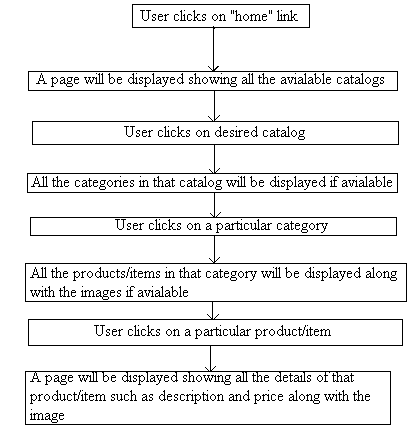 User clicks on "home" link
A page will be displayed showing all the avialable catalogs
User clicks on desired catalog
All the categories in that catalog will be displayed if avialable
User clicks on a particular category
All the products/items in that category will be displayed along
with the images if avialable
User clicks on a particular product/item
A page will be displayed showing all the details of that
product/item such as description and price along with the
image